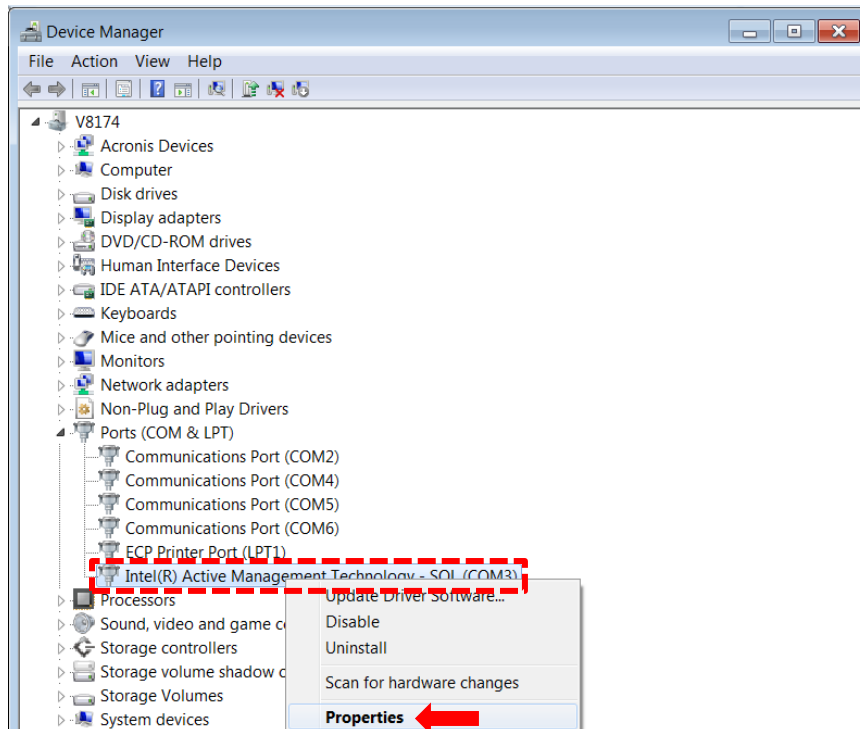 Device Manager
File Action View Help
V8174
Acronis Devices
Computer
Disk drives
Display adapters
DVD/CD-ROM drives
Human Interface Devices
IDE ATA/ATAPI controllers
Keyboards
Mice and other pointing devices
Monitors
Network adapters
Non-Plug and Play Drivers
Ports (COM & LPT)
Communications Port (COM2)
Communications Port (COM4)
Communications Port (COM5)
Communications Port (COM6)
ECP Printer Port (LPT1)
Intel(R) Active Management Technology - SOL (COM3)
Processors
Update Driver Software...
Sound, video and game c
Disable
Storage controllers
Uninstall
Storage volume shadow c
Scan for hardware changes
Storage Volumes
System devices
Properties